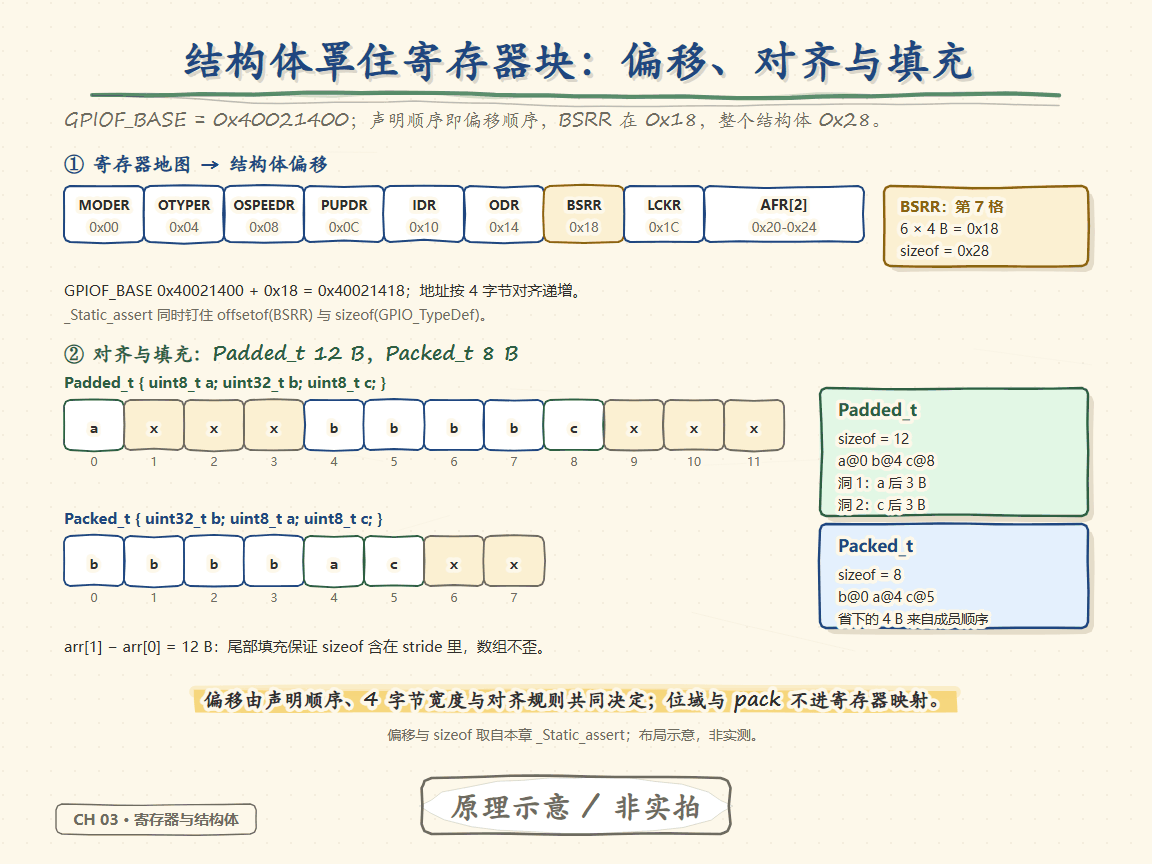 结构体罩住寄存器块：偏移、对齐与填充
GPIOF_BASE = 0x40021400；声明顺序即偏移顺序，BSRR 在 0x18，整个结构体 0x28。
① 寄存器地图 → 结构体偏移
MODER OTYPER OSPEEDR PUPDR IDR ODR BSRR LCKR AFR[2]
0x00 0x04 0x08 0x0C 0x10 0x14 0x18 0x1C 0x20-0x24
BSRR：第 7 格
6 × 4 B = 0x18
sizeof = 0x28
GPIOF_BASE 0x40021400 + 0x18 = 0x40021418；地址按 4 字节对齐递增。
_Static_assert 同时钉住 offsetof(BSRR) 与 sizeof(GPIO_TypeDef)。
② 对齐与填充：Padded_t 12 B，Packed_t 8 B
Padded_t { uint8_t a; uint32_t b; uint8_t c; }
a x x x b b b b c x x x
0 1 2 3 4 5 6 7 8 9 10 11
Padded_t
sizeof = 12
a@0 b@4 c@8
洞 1：a 后 3 B
洞 2：c 后 3 B
Packed_t { uint32_t b; uint8_t a; uint8_t c; }
b b b b a c x x
0 1 2 3 4 5 6 7
Packed_t
sizeof = 8
b@0 a@4 c@5
省下的 4 B 来自成员顺序
arr[1] − arr[0] = 12 B：尾部填充保证 sizeof 含在 stride 里，数组不歪。
偏移由声明顺序、4 字节宽度与对齐规则共同决定；位域与 pack 不进寄存器映射。
偏移与 sizeof 取自本章 _Static_assert；布局示意，非实测。
原理示意 / 非实拍
CH 03 • 寄存器与结构体